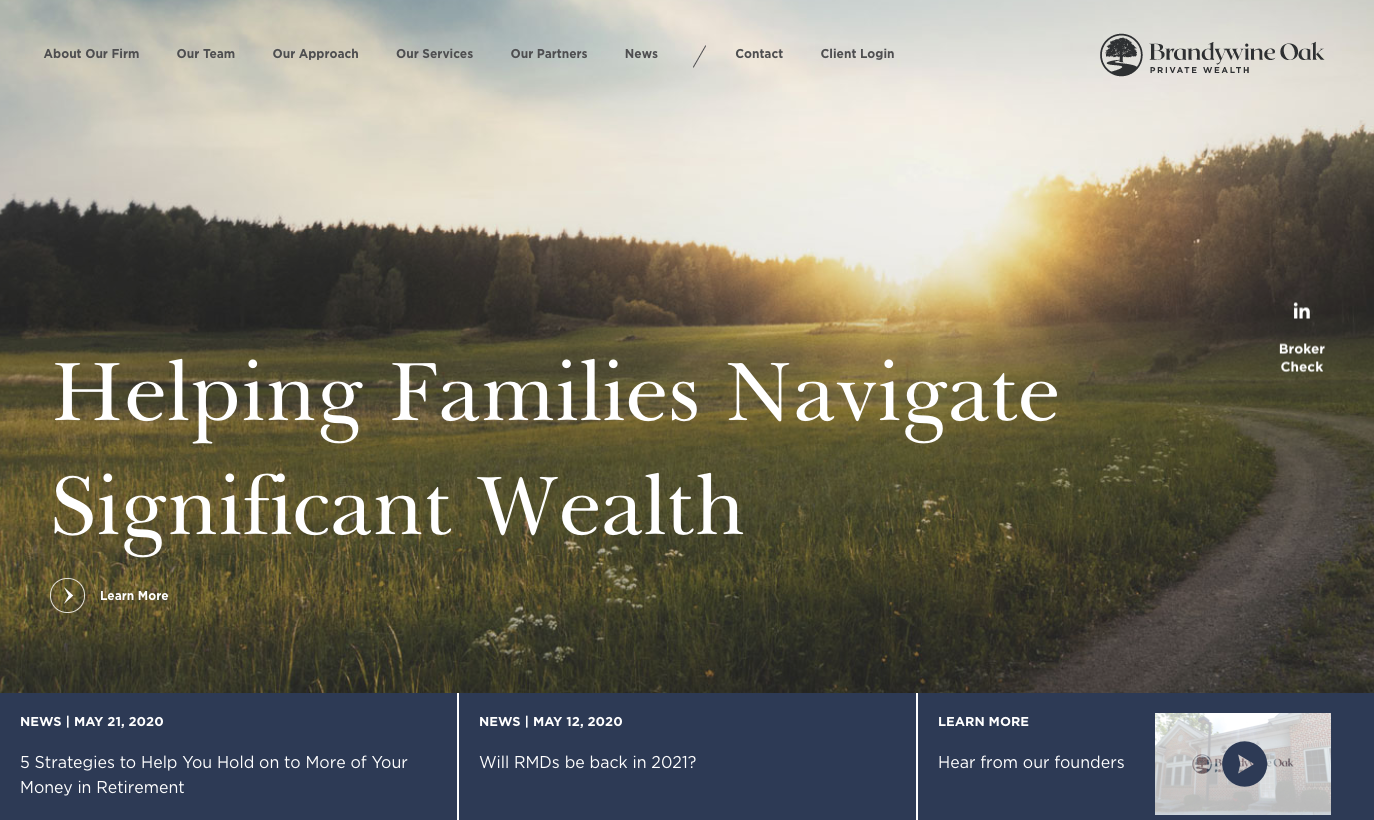 About Our Firm
Our Team
Our Approach
Our Services
Our Partners
News
/
Contact
Client Login
Brandywine Oak
PRIVATE WEALTH
in
Broker
Check
Helping Families Navigate
Significant Wealth
Learn More
NEWS | MAY 21, 2020
5 Strategies to Help You Hold on to More of Your
Money in Retirement
NEWS | MAY 12, 2020
Will RMDs be back in 2021?
LEARN MORE
Hear from our founders
Oak